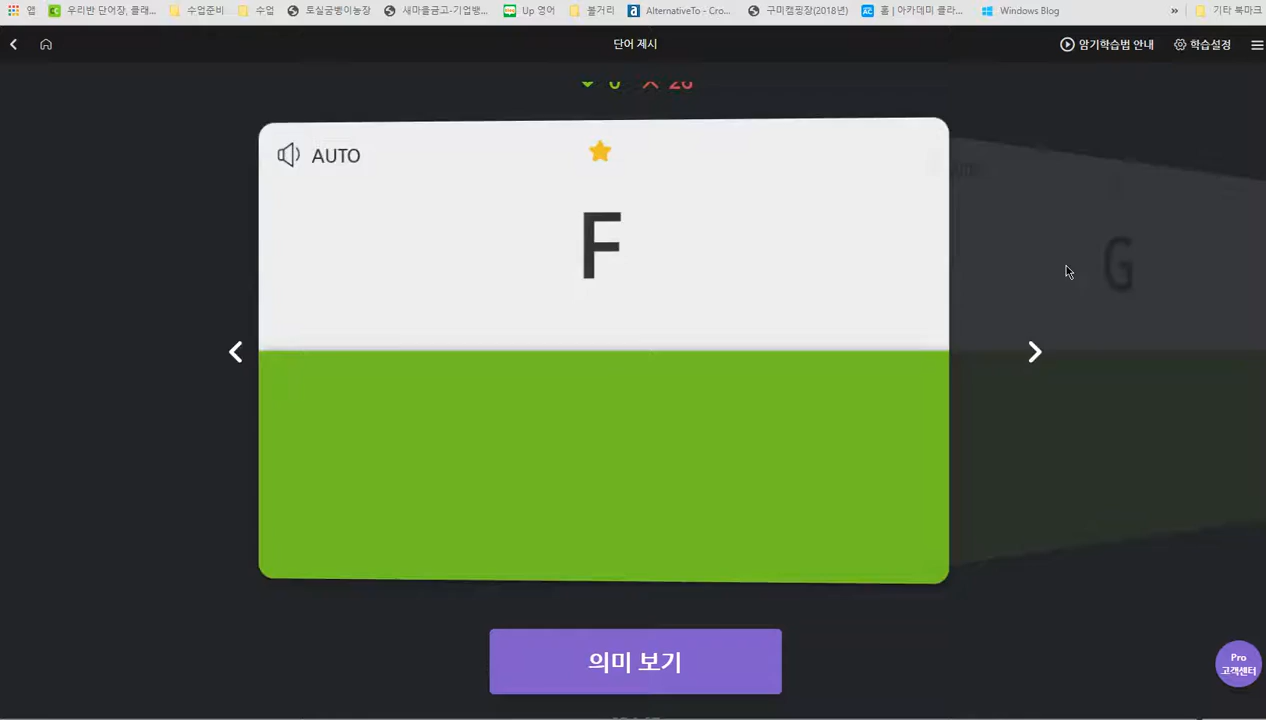 앱 우리반 단어장, 클래... 수업준비 수업 토실굼벵이농장 새마을금고-기업뱅... Up 영어 볼거리 AlternativeTo - Cro... 구미캠핑장(2018년) 홈 | 아카데미 클라... Windows Blog » 기타 북마크
단어 제시 암기학습법 안내 학습설정
AUTO
F
G
의미 보기
Pro
고객센터